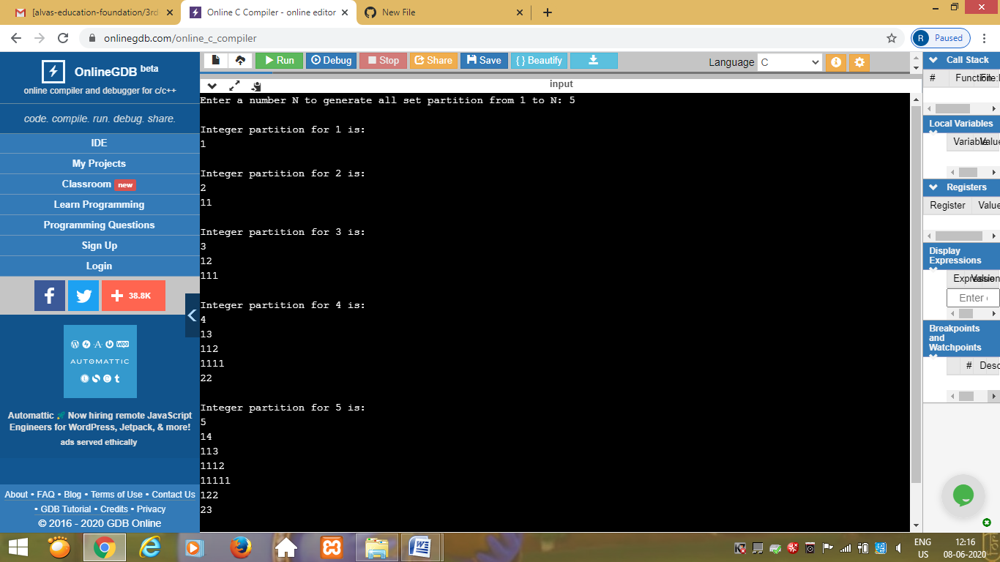 [alvas-education-foundation/3rd
Online C Compiler - online editor
New File
onlinegdb.com/online_c_compiler
R Paused
OnlineGDB beta
online compiler and debugger for c/c++
code. compile. run. debug. share.
IDE
My Projects
Classroom new
Learn Programming
Programming Questions
Sign Up
Login
38.8K
AUTOMATTIC
Automattic 🚀 Now hiring remote JavaScript
Engineers for WordPress, Jetpack, & more!
ads served ethically
About • FAQ • Blog • Terms of Use • Contact Us
• GDB Tutorial • Credits • Privacy
© 2016 - 2020 GDB Online
Run Debug Stop Share Save { } Beautify
Language C
input
Enter a number N to generate all set partition from 1 to N: 5
Integer partition for 1 is:
1
Integer partition for 2 is:
2
11
Integer partition for 3 is:
3
12
111
Integer partition for 4 is:
4
13
112
1111
22
Integer partition for 5 is:
5
14
113
1112
11111
122
23
Call Stack
# Function
Local Variables
Variable Value
Registers
Register Value
Display
Expressions
Expression Value
Enter
Breakpoints
and
Watchpoints
# Desc
ENG
US
12:16
08-06-2020